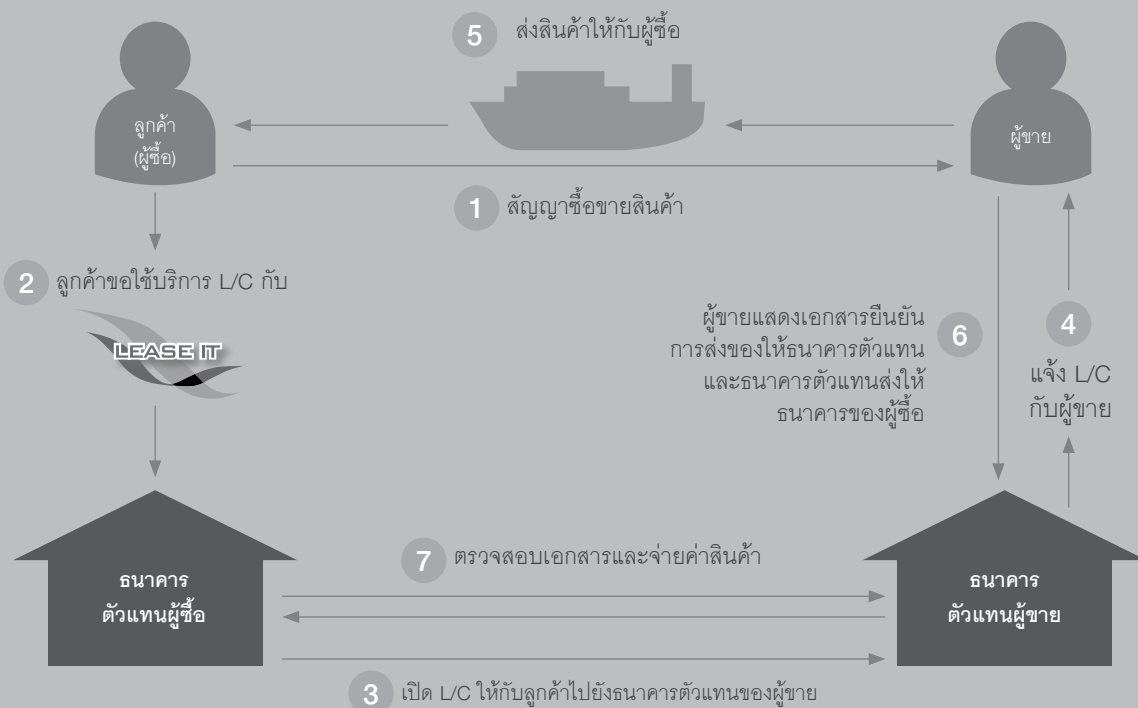 5 ส่งสินค้าให้กับผู้ซื้อ
ลูกค้า
(ผู้ซื้อ)
ผู้ขาย
1 สัญญาซื้อขายสินค้า
2 ลูกค้าขอใช้บริการ L/C กับ
LEASE IT
ผู้ขายแสดงเอกสารยืนยัน
การส่งของให้ธนาคารตัวแทน
และธนาคารตัวแทนส่งให้
ธนาคารของผู้ซื้อ
6
4
แจ้ง L/C
กับผู้ขาย
7 ตรวจสอบเอกสารและจ่ายค่าสินค้า
ธนาคาร
ตัวแทนผู้ซื้อ
ธนาคาร
ตัวแทนผู้ขาย
3 เปิด L/C ให้กับลูกค้าไปยังธนาคารตัวแทนของผู้ขาย